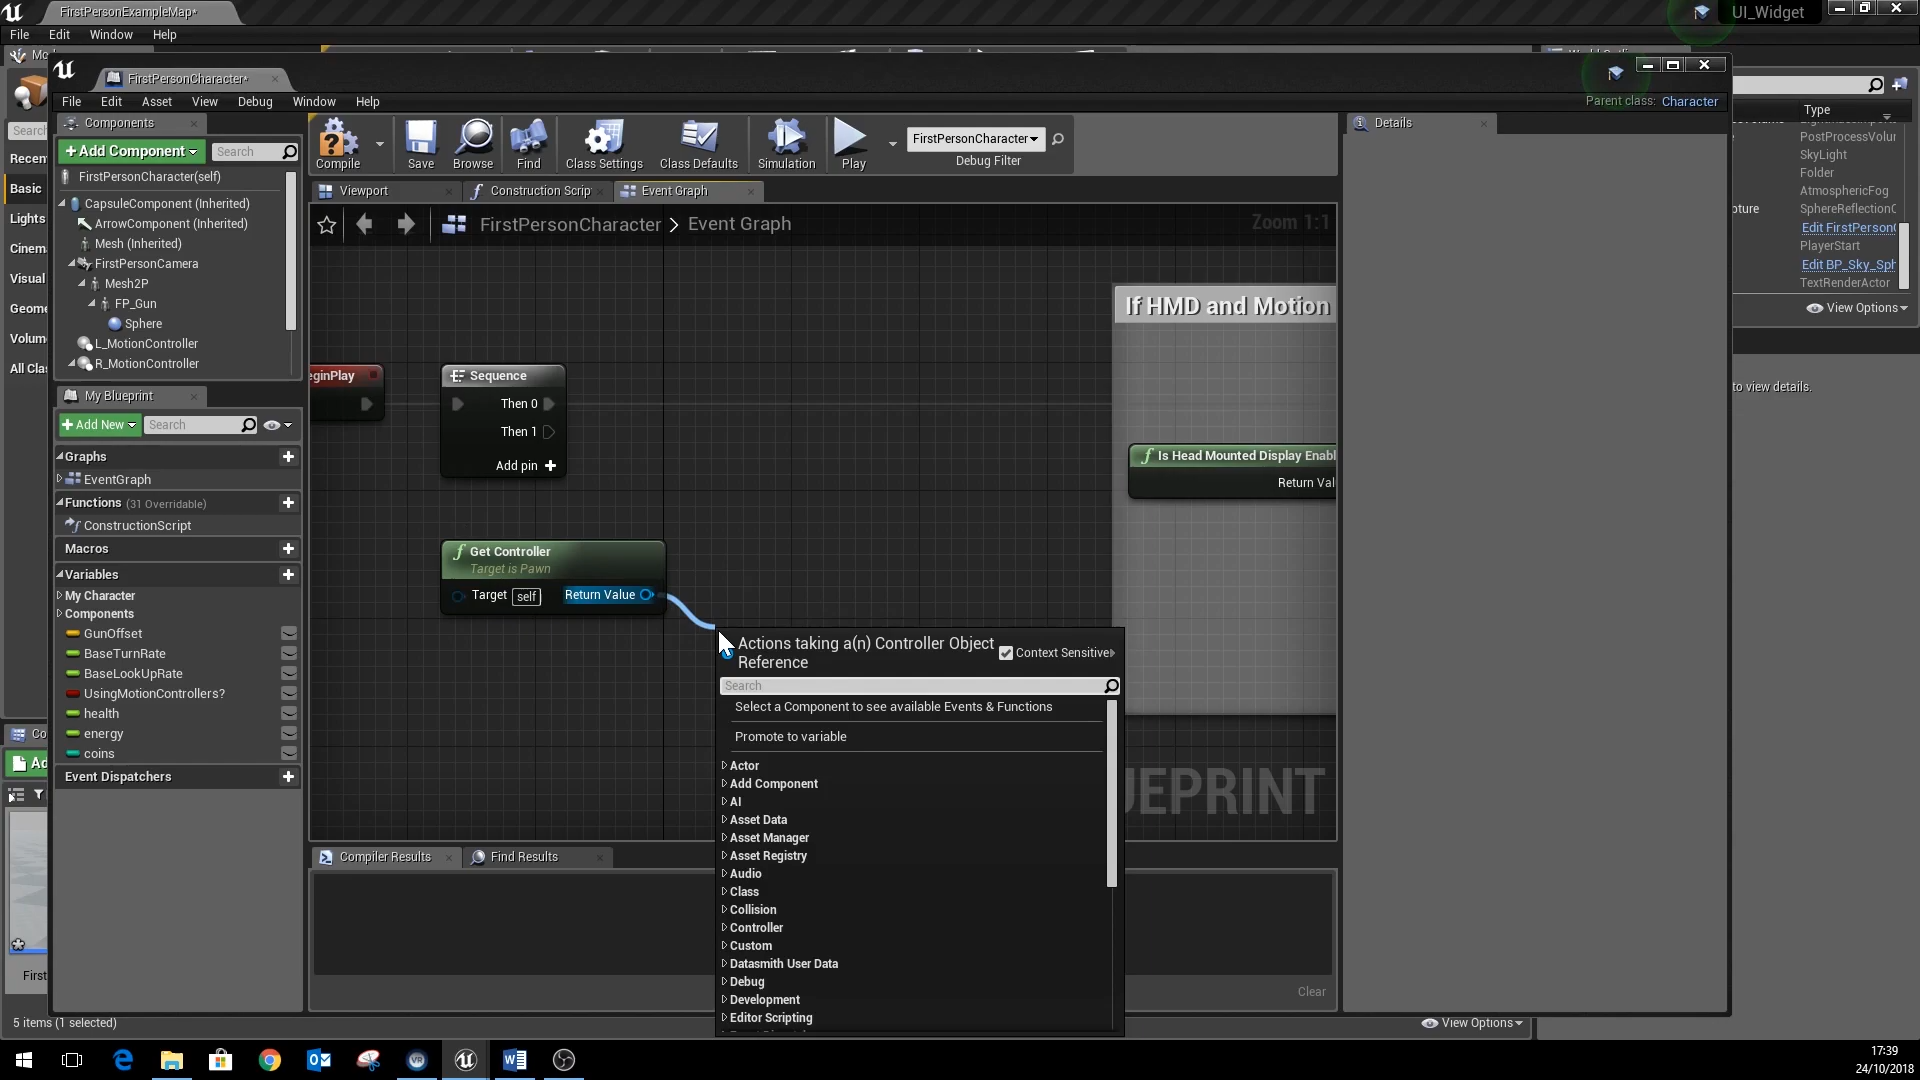 FirstPersonExampleMap*
UI_Widget
File Edit Window Help
FirstPersonCharacter*
File Edit Asset View Debug Window Help
Parent class: Character
Components
+Add Component
Search
FirstPersonCharacter(self)
CapsuleComponent (Inherited)
ArrowComponent (Inherited)
Mesh (Inherited)
FirstPersonCamera
Mesh2P
FP_Gun
Sphere
L_MotionController
R_MotionController
My Blueprint
+Add New
Search
Graphs
EventGraph
Functions (31 Overridable)
ConstructionScript
Macros
Variables
My Character
Components
GunOffset
BaseTurnRate
BaseLookUpRate
UsingMotionControllers?
health
energy
coins
Event Dispatchers
Compile
Save
Browse
Find
Class Settings
Class Defaults
Simulation
Play
FirstPersonCharacter
Debug Filter
Viewport
Construction Scrip
Event Graph
FirstPersonCharacter > Event Graph
Zoom 1:1
eginPlay
Sequence
Then 0
Then 1
Add pin +
Get Controller
Target is Pawn
Target self
Return Value
If HMD and Motion
Is Head Mounted Display Enabl
Return Val
UEPRINT
Actions taking a(n) Controller Object
Reference
Context Sensitive
Search
Select a Component to see available Events & Functions
Promote to variable
Actor
Add Component
AI
Asset Data
Asset Manager
Asset Registry
Audio
Class
Collision
Controller
Custom
Datasmith User Data
Debug
Development
Editor Scripting
Compiler Results
Find Results
Clear
Details
Mo
Search
Recen
Basic
Lights
Cinem
Visual
Geome
Volum
All Clas
Co
Ad
First
5 items (1 selected)
View Options
Type
PostProcessVolur
SkyLight
Folder
AtmosphericFog
pture
SphereReflectionC
Edit FirstPerson
PlayerStart
Edit BP_Sky_Sph
TextRenderActor
View Options
to view details.
17:39
24/10/2018